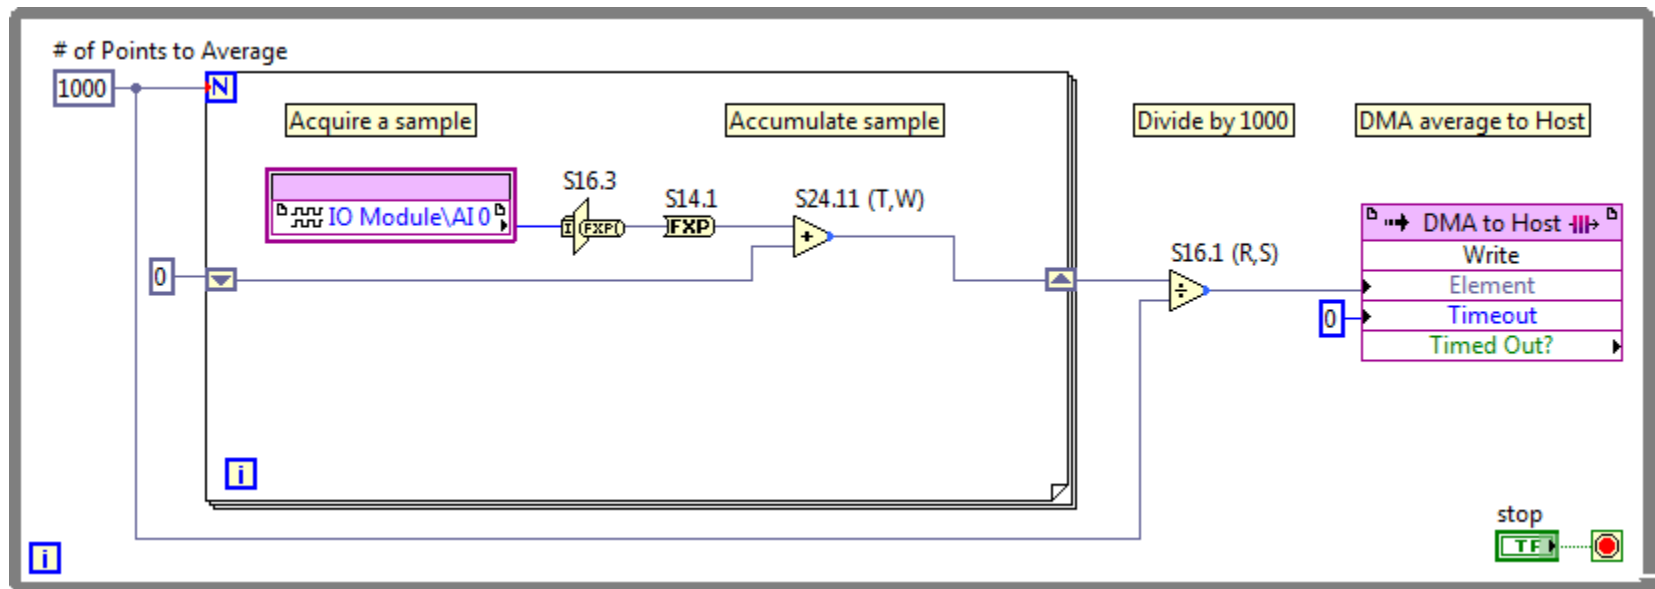 # of Points to Average
1000
N
Acquire a sample
Accumulate sample
Divide by 1000
DMA average to Host
S16.3
S14.1
S24.11 (T,W)
IO Module\AI 0
I
(FXP(
)FXP)
+
DMA to Host
Write
S16.1 (R,S)
0
÷
Element
0
Timeout
Timed Out?
i
stop
TF
i